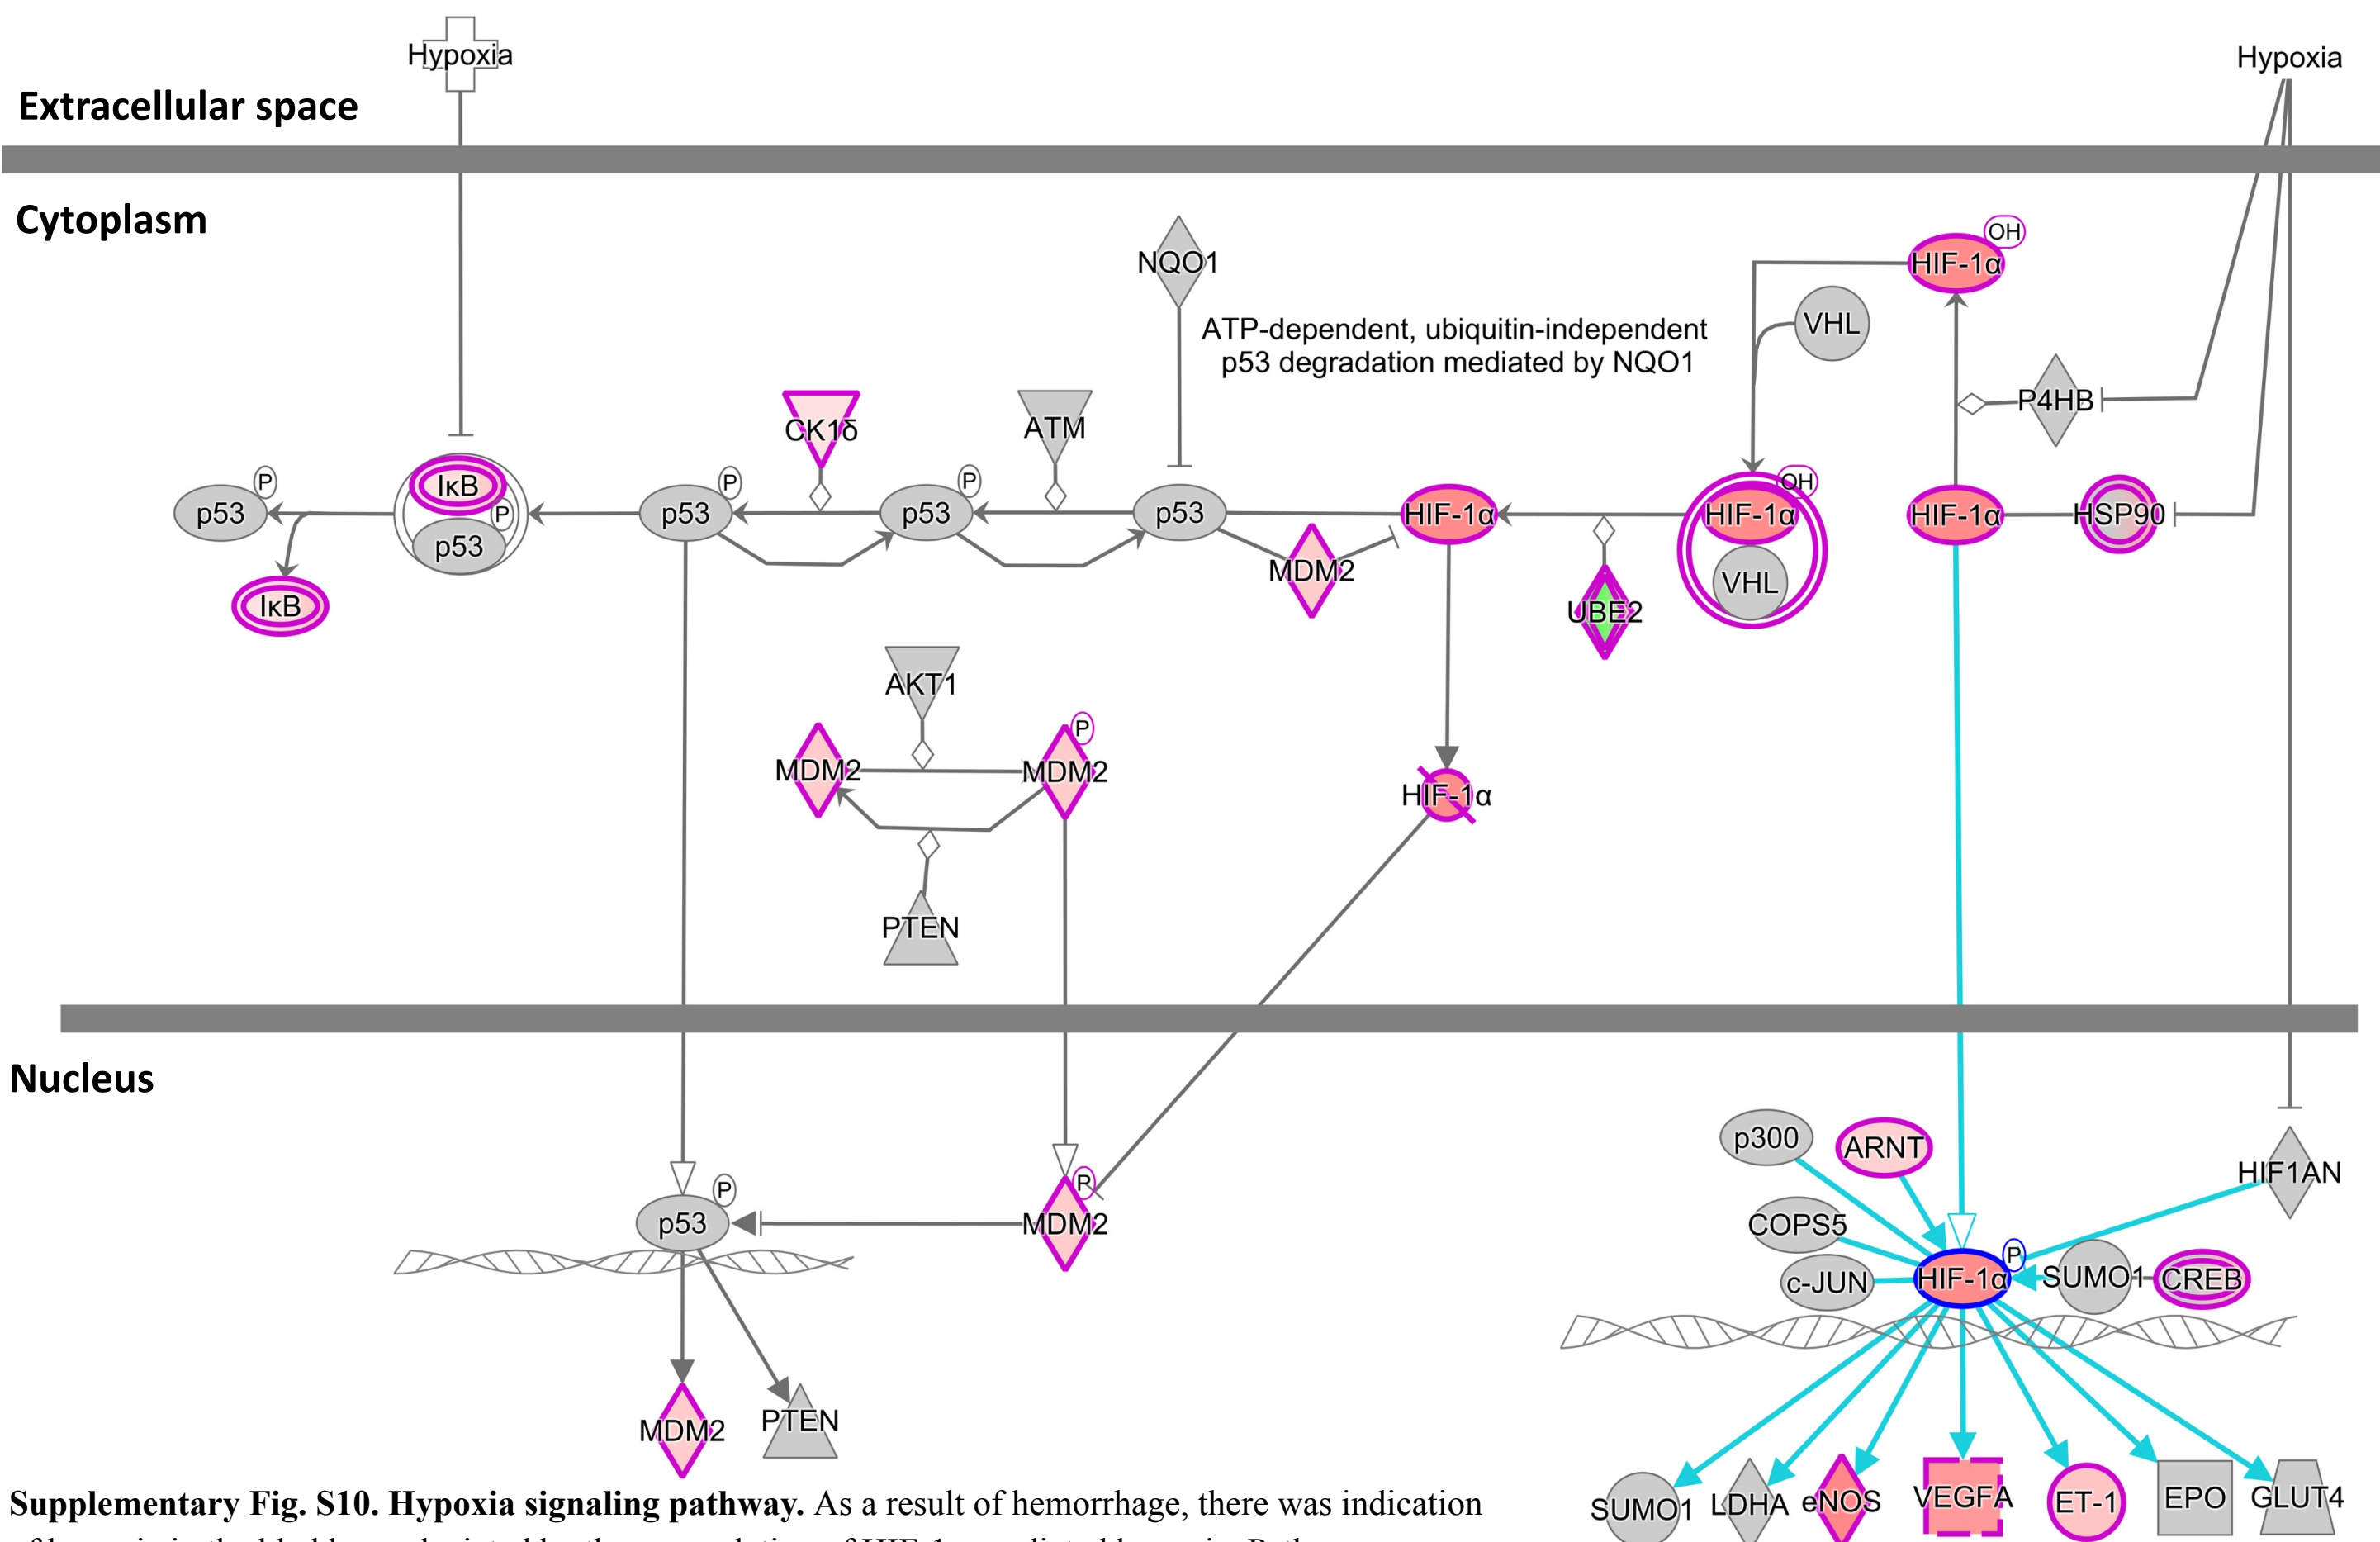 Hypoxia
Hypoxia
Extracellular space
Cytoplasm
OH
HIF-1α
NQO1
VHL
ATP-dependent, ubiquitin-independent
p53 degradation mediated by NQO1
P4HB
CK1δ
ATM
P
p53
IκB
P
p53
P
p53
P
p53
p53
HIF-1α
OH
HIF-1α
VHL
HIF-1α
HSP90
MDM2
IκB
UBE2
AKT1
P
MDM2
MDM2
HIF-1α
PTEN
Nucleus
p300
ARNT
HIF1AN
P
p53
P
MDM2
COPS5
P
c-JUN
HIF-1α
SUMO1
CREB
MDM2
PTEN
SUMO1
LDHA
eNOS
VEGFA
ET-1
EPO
GLUT4
Supplementary Fig. S10. Hypoxia signaling pathway. As a result of hemorrhage, there was indication